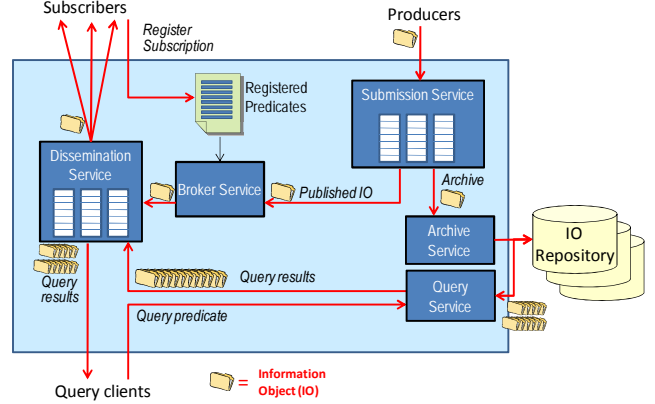 Subscribers
Producers
Register
Subscription
Registered
Predicates
Submission Service
Dissemination
Service
Broker Service
Published IO
Archive
Archive
Service
IO
Repository
Query
results
Query results
Query
Service
Query predicate
Query clients
= Information
Object (IO)